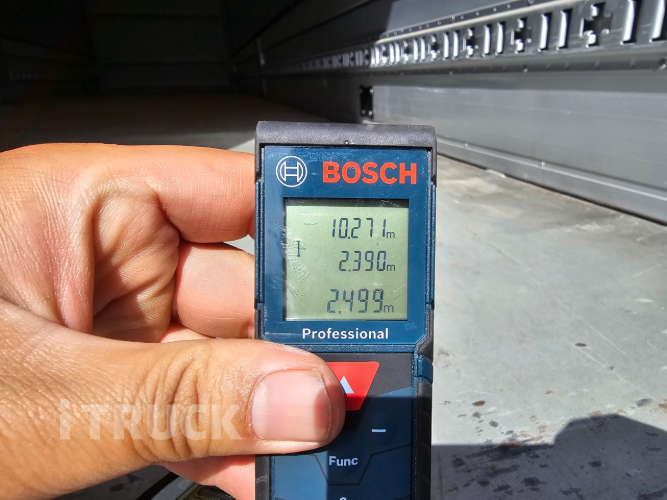 BOSCH
10.271m
2.390m
2.499m
Professional
iTRUCK
Func